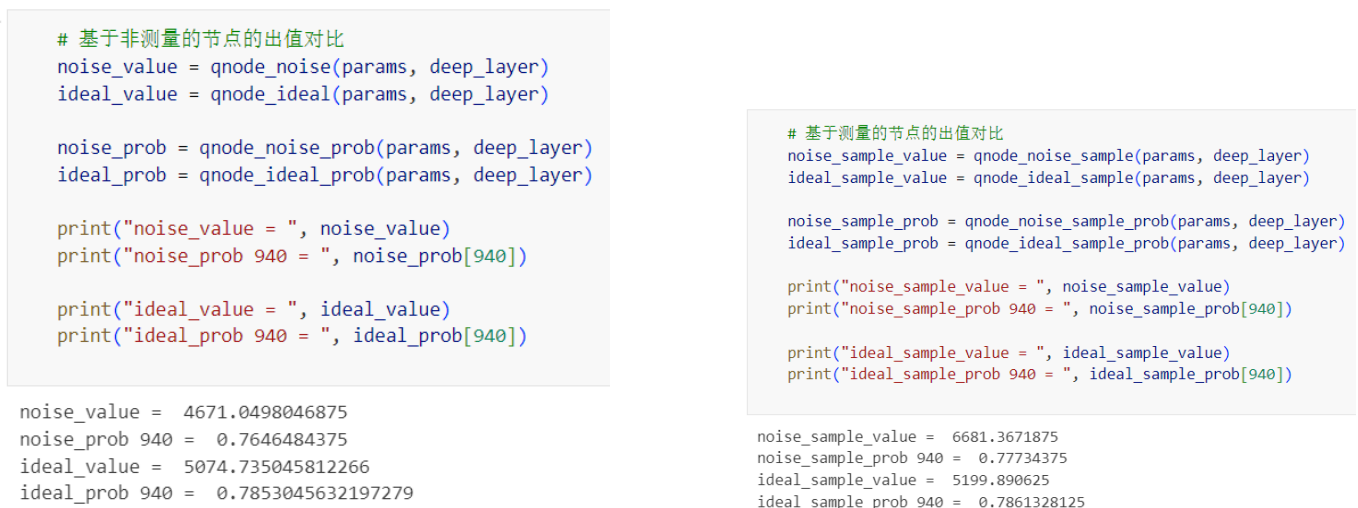 # 基于非测量的节点的出值对比
noise_value = qnode_noise(params, deep_layer)
ideal_value = qnode_ideal(params, deep_layer)
noise_prob = qnode_noise_prob(params, deep_layer)
ideal_prob = qnode_ideal_prob(params, deep_layer)
print("noise_value = ", noise_value)
print("noise_prob 940 = ", noise_prob[940])
print("ideal_value = ", ideal_value)
print("ideal_prob 940 = ", ideal_prob[940])
noise_value =  4671.0498046875
noise_prob 940 =  0.7646484375
ideal_value =  5074.735045812266
ideal_prob 940 =  0.7853045632197279
# 基于测量的节点的出值对比
noise_sample_value = qnode_noise_sample(params, deep_layer)
ideal_sample_value = qnode_ideal_sample(params, deep_layer)
noise_sample_prob = qnode_noise_sample_prob(params, deep_layer)
ideal_sample_prob = qnode_ideal_sample_prob(params, deep_layer)
print("noise_sample_value = ", noise_sample_value)
print("noise_sample_prob 940 = ", noise_sample_prob[940])
print("ideal_sample_value = ", ideal_sample_value)
print("ideal_sample_prob 940 = ", ideal_sample_prob[940])
noise_sample_value =  6681.3671875
noise_sample_prob 940 =  0.77734375
ideal_sample_value =  5199.890625
ideal sample prob 940 =  0.7861328125